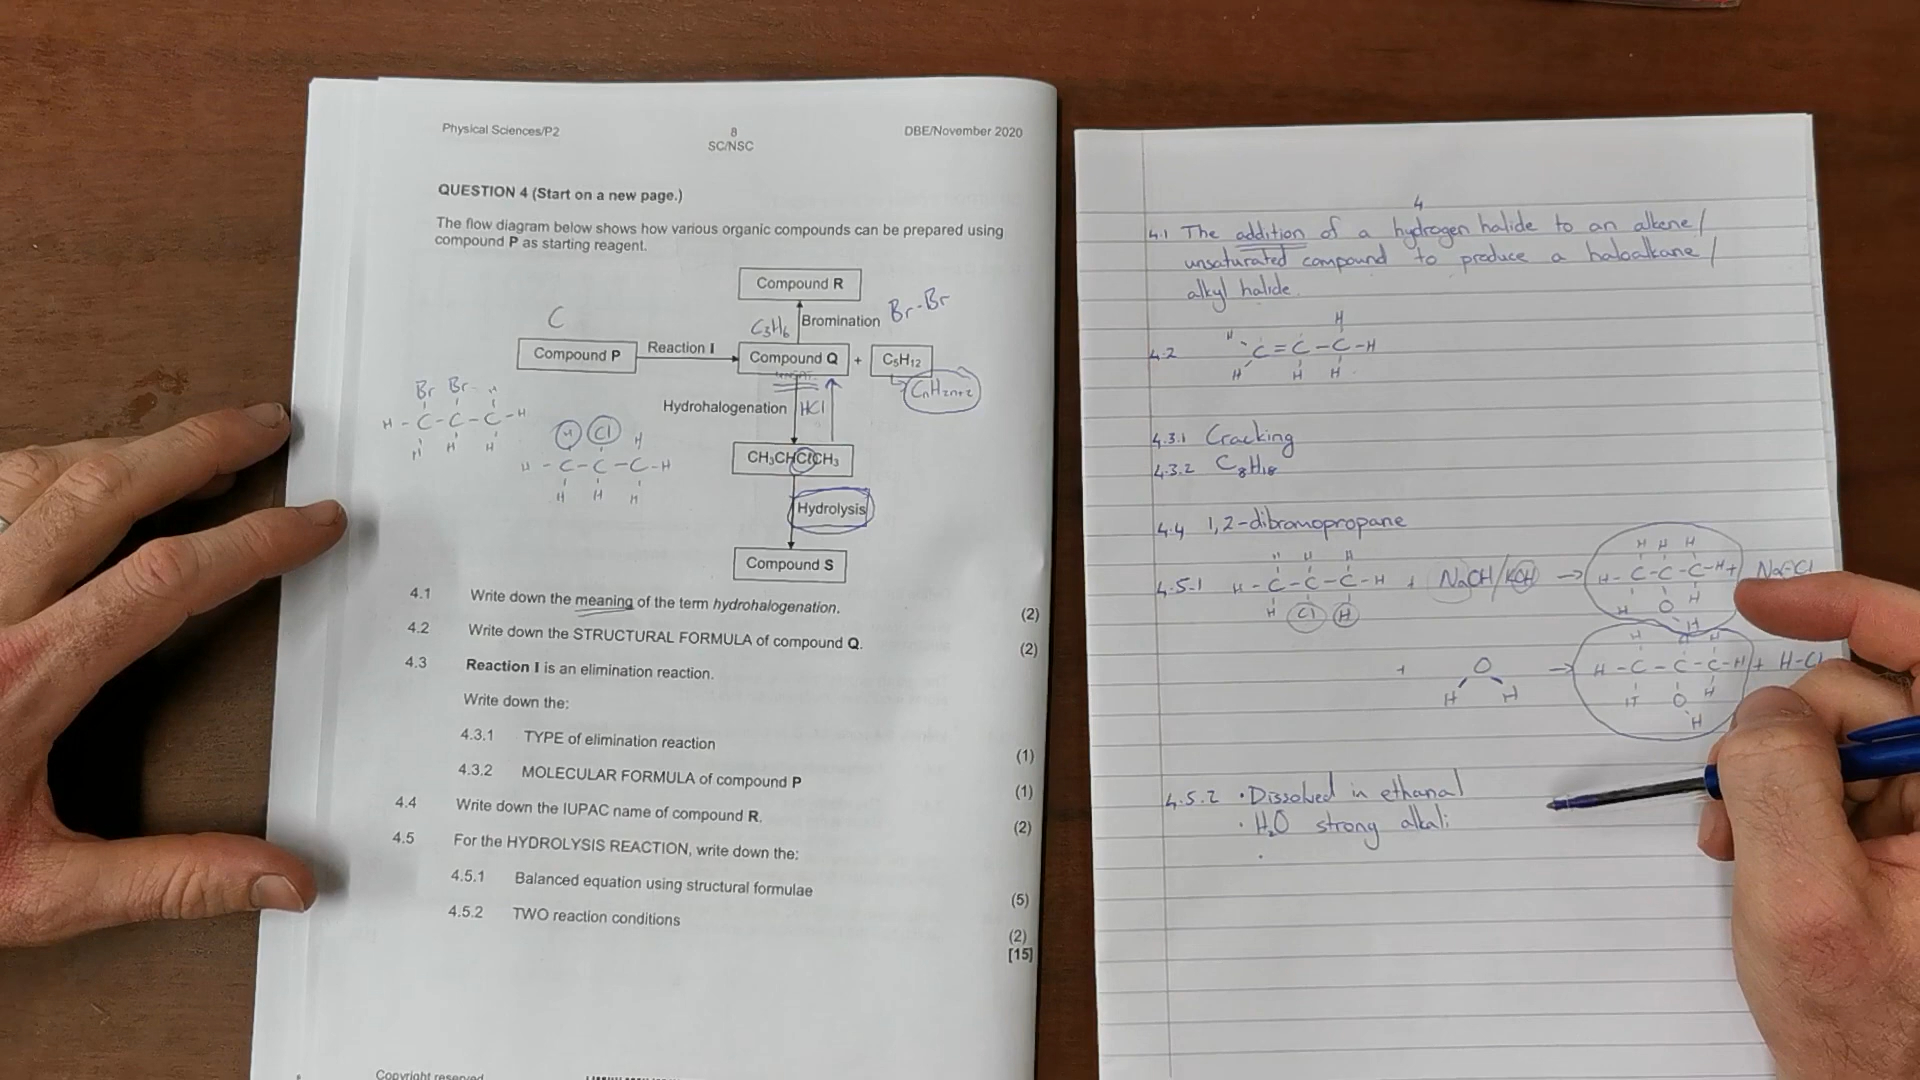 Physical Sciences/P2
8
SC/NSC
DBE/November 2020
QUESTION 4 (Start on a new page.)
The flow diagram below shows how various organic compounds can be prepared using
compound P as starting reagent.
Compound R
Bromination
Br-Br
C
C₃H₆
Compound P
Reaction I
Compound Q
+
C₅H₁₂
CnH2n+2
Hydrohalogenation
HCl
Br Br H
H - C - C - C - H
H H H
H Cl H
H - C - C - C - H
H H H
CH₃CHClCH₃
Hydrolysis
Compound S
4.1 Write down the meaning of the term hydrohalogenation. (2)
4.2 Write down the STRUCTURAL FORMULA of compound Q. (2)
4.3 Reaction I is an elimination reaction.
Write down the:
4.3.1 TYPE of elimination reaction (1)
4.3.2 MOLECULAR FORMULA of compound P (1)
4.4 Write down the IUPAC name of compound R. (2)
4.5 For the HYDROLYSIS REACTION, write down the:
4.5.1 Balanced equation using structural formulae (5)
4.5.2 TWO reaction conditions (2)
[15]
Copyright reserved
4
4.1 The addition of a hydrogen halide to an alkene/
unsaturated compound to produce a haloalkane/
alkyl halide.
H H
4.2 C = C - C - H
H H H
4.3.1 Cracking
4.3.2 C₈H₁₈
4.4 1,2-dibromopropane
H H H H H H
4.5.1 H - C - C - C - H + NaOH/KOH → H - C - C - C - H + Na-Cl
H Cl H H O H
H
H H
+ O → H - C - C - C - H + H-Cl
H H H O H
H
4.5.2 • Dissolved in ethanol
• H₂O strong alkali
•